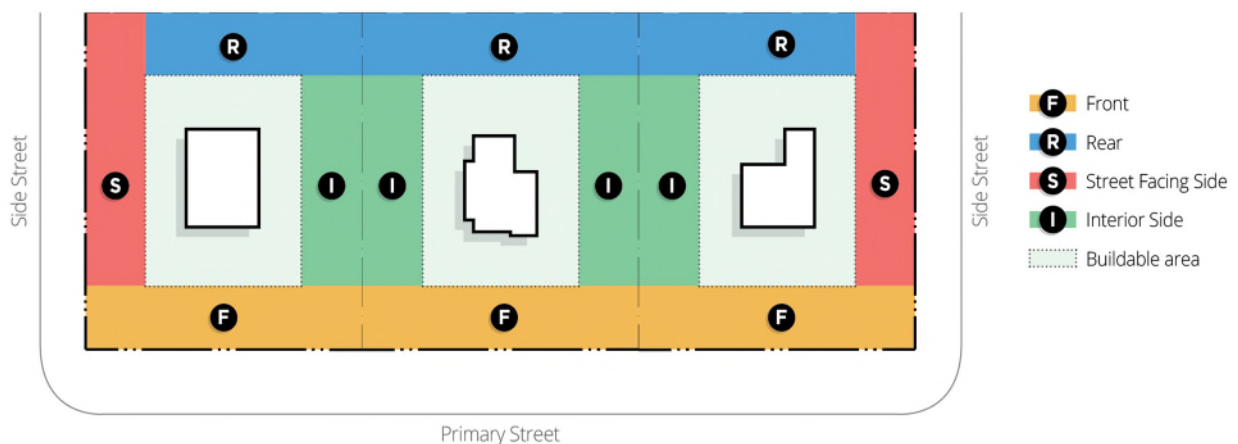 R R R
F Front
R Rear
Side Street
S I I I I S
Side Street
S Street Facing Side
I Interior Side
Buildable area
F F F
Primary Street